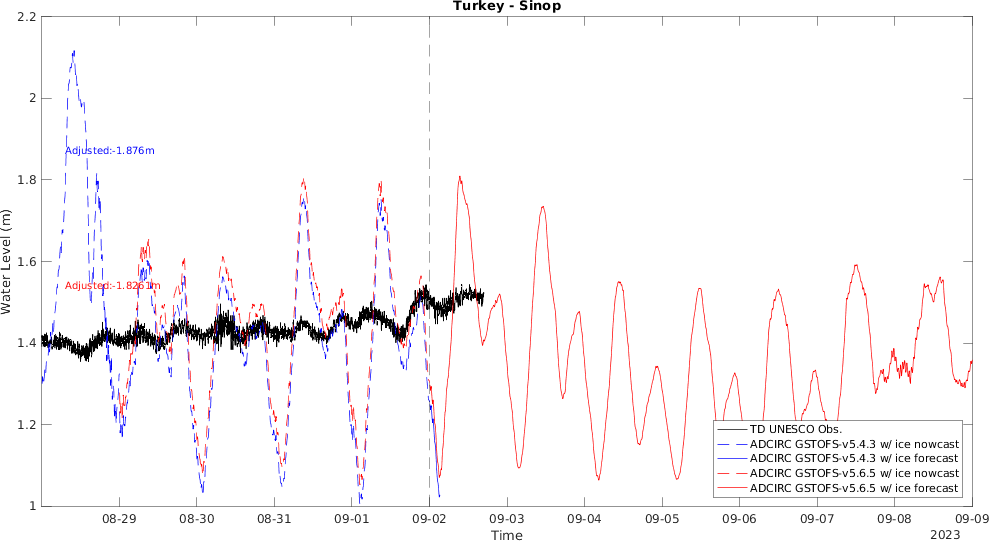 Turkey - Sinop
2.2
2
1.8
1.6
1.4
1.2
1
Water Level (m)
Adjusted:-1.876m
Adjusted:-1.8261m
TD UNESCO Obs.
ADCIRC GSTOFS-v5.4.3 w/ ice nowcast
ADCIRC GSTOFS-v5.4.3 w/ ice forecast
ADCIRC GSTOFS-v5.6.5 w/ ice nowcast
ADCIRC GSTOFS-v5.6.5 w/ ice forecast
08-29 08-30 08-31 09-01 09-02 09-03 09-04 09-05 09-06 09-07 09-08 09-09
Time
2023